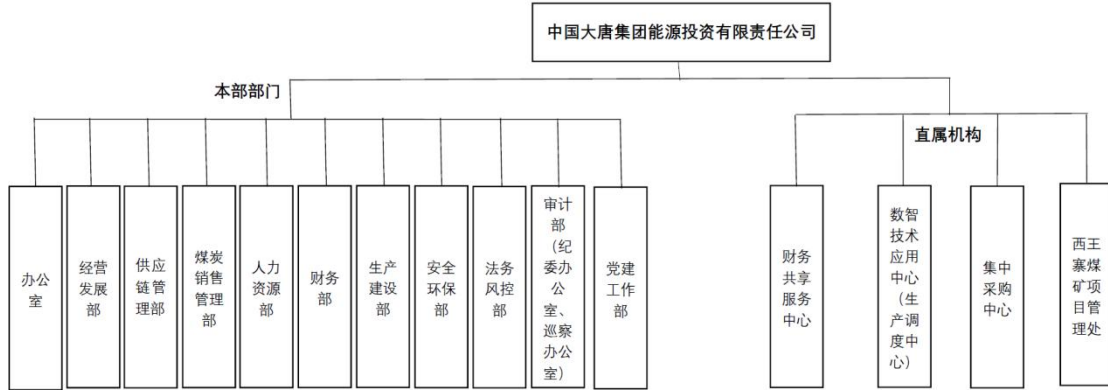 中国大唐集团能源投资有限责任公司
本部部门
直属机构
办公
室
经营
发展
部
供应
链管
理部
煤炭
销售
管理
部
人力
资源
部
财务
部
生产
建设
部
安全
环保
部
法务
风控
部
审计
部
（纪
委办
公
室、
巡察
办公
室）
党建
工作
部
财务
共享
服务
中心
数智
技术
应用
中心
（生
产调
度中
心）
集中
采购
中心
西王
寨煤
矿项
目管
理处